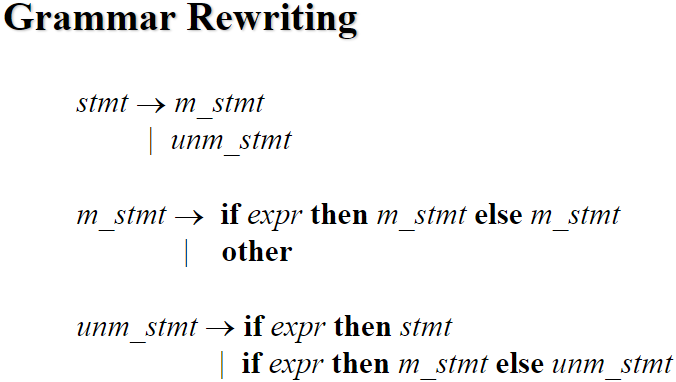 Grammar Rewriting
stmt → m_stmt
| unm_stmt
m_stmt → if expr then m_stmt else m_stmt
| other
unm_stmt → if expr then stmt
| if expr then m_stmt else unm_stmt